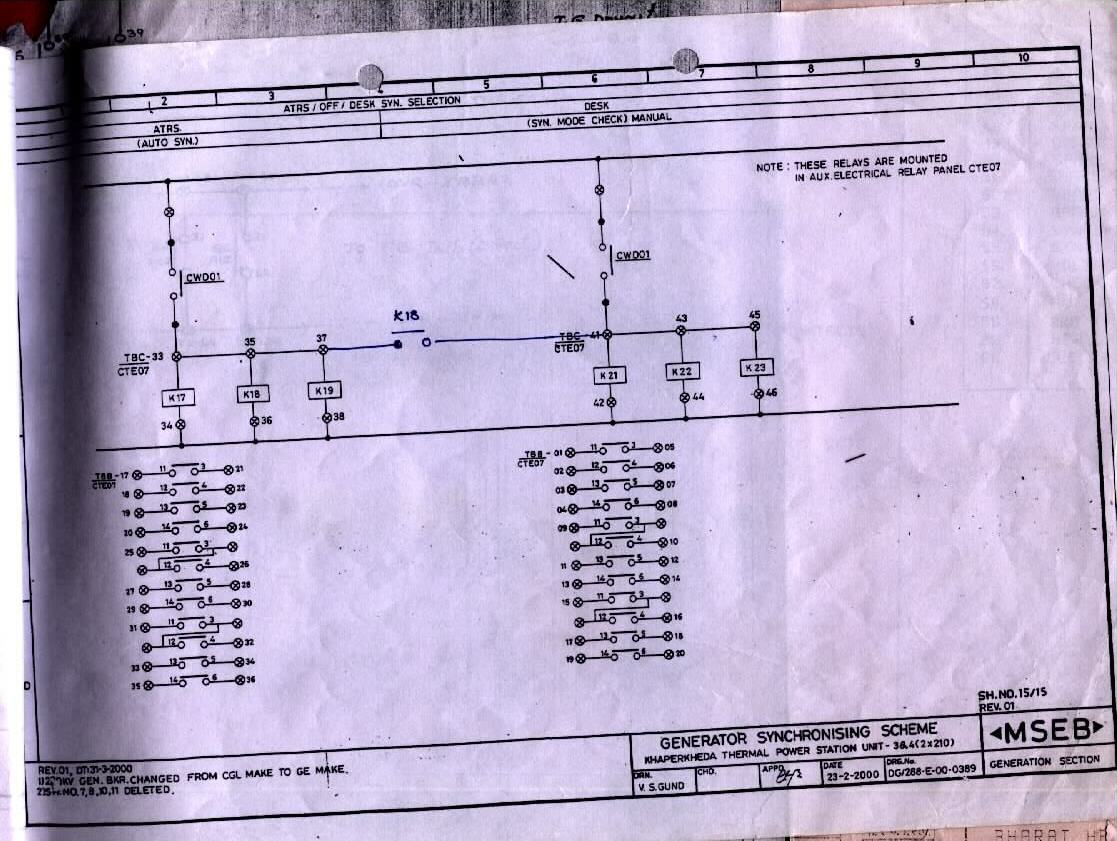 39
2 3 4 5 6 7 8 9 10
ATRS / OFF / DESK SYN. SELECTION
ATRS.
(AUTO SYN.)
DESK
(SYN. MODE CHECK) MANUAL
NOTE : THESE RELAYS ARE MOUNTED
IN AUX.ELECTRICAL RELAY PANEL CTE07
CWD01
CWD01
K18
TBC-33
CTE07
35
37
TBC-41
CTE07
43
45
K17
K18
K19
K21
K22
K23
34
36
38
42
44
46
TBB-17 11 3 21
CTE07
18 12 4 22
19 13 5 23
20 14 6 24
25 11 3
12 4 26
27 13 5 28
29 14 6 30
31 11 3
12 4 32
33 13 5 34
35 14 6 36
TBB-01 11 3 05
CTE07
02 12 4 06
03 13 5 07
04 14 6 08
09 11 3
12 4 10
11 13 5 12
13 14 6 14
15 11 3
12 4 16
17 13 5 18
19 14 6 20
D
SH.NO.15/15
REV.01
REV.01, DT:31-3-2000
GEN. BKR.CHANGED FROM CGL MAKE TO GE MAKE.
NO.7,8,10,11 DELETED.
GENERATOR SYNCHRONISING SCHEME
KHAPERKHEDA THERMAL POWER STATION UNIT-3&4(2x210)
DRN.
V.S.GUND
CHD.
APPD
DATE
23-2-2000
DRG.No.
DG/288-E-00-0389
MSEB
GENERATION SECTION
BHARAT